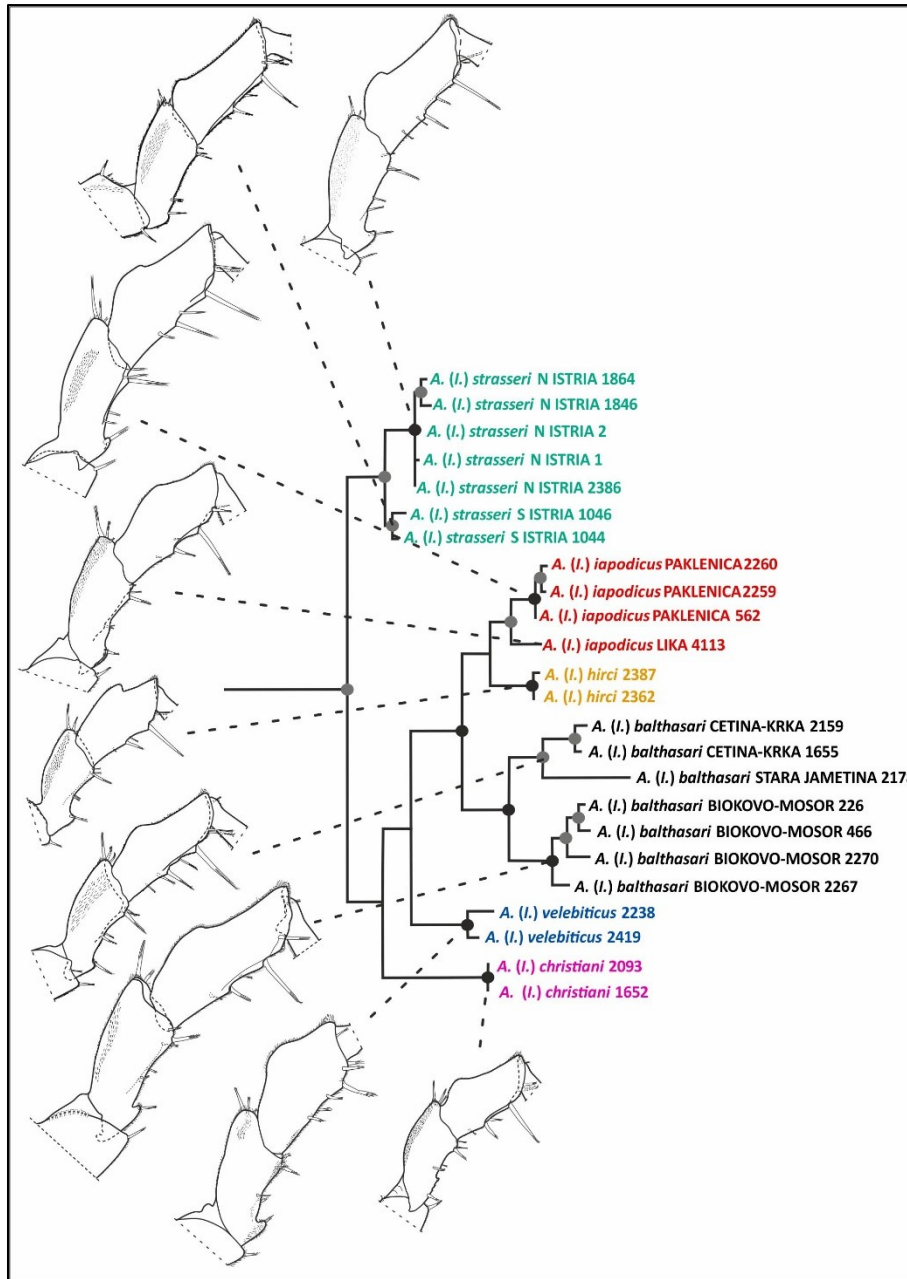 A. (I.) strasseri N ISTRIA 1864
A. (I.) strasseri N ISTRIA 1846
A. (I.) strasseri N ISTRIA 2
A. (I.) strasseri N ISTRIA 1
A. (I.) strasseri N ISTRIA 2386
A. (I.) strasseri S ISTRIA 1046
A. (I.) strasseri S ISTRIA 1044
A. (I.) iapodicus PAKLENICA2260
A. (I.) iapodicus PAKLENICA2259
A. (I.) iapodicus PAKLENICA 562
A. (I.) iapodicus LIKA 4113
A. (I.) hirci 2387
A. (I.) hirci 2362
A. (I.) balthasari CETINA-KRKA 2159
A. (I.) balthasari CETINA-KRKA 1655
A. (I.) balthasari STARA JAMETINA
A. (I.) balthasari BIOKOVO-MOSOR 226
A. (I.) balthasari BIOKOVO-MOSOR 466
A. (I.) balthasari BIOKOVO-MOSOR 2270
A. (I.) balthasari BIOKOVO-MOSOR 2267
A. (I.) velebiticus 2238
A. (I.) velebiticus 2419
A. (I.) christiani 2093
A. (I.) christiani 1652